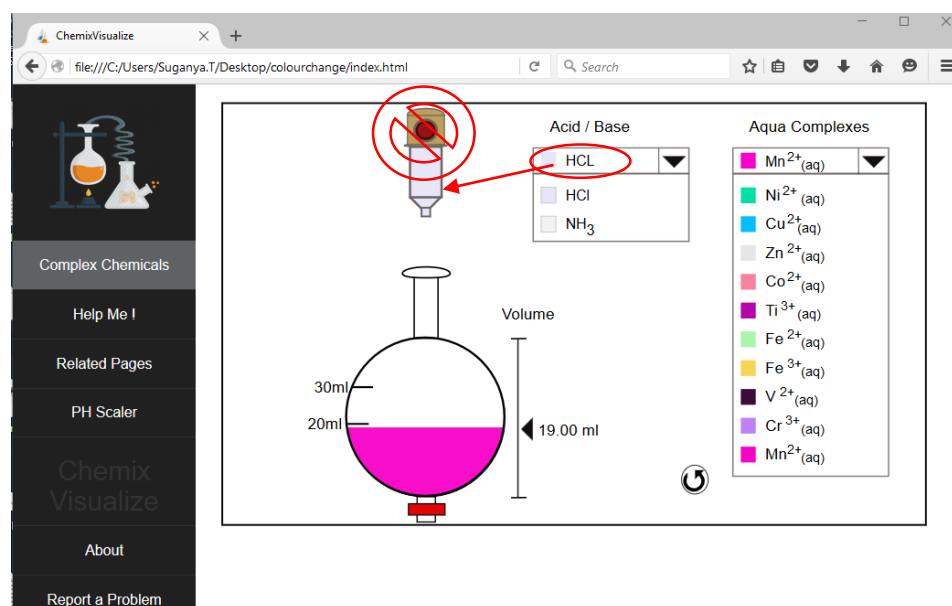 ChemixVisualize
file:///C:/Users/Suganya.T/Desktop/colourchange/index.html
Search
Complex Chemicals
Help Me !
Related Pages
PH Scaler
Chemix
Visualize
About
Report a Problem
Acid / Base
HCL
HCl
NH3
Aqua Complexes
Mn2+(aq)
Ni2+ (aq)
Cu2+(aq)
Zn2+(aq)
Co2+(aq)
Ti3+(aq)
Fe2+(aq)
Fe3+(aq)
V2+(aq)
Cr3+(aq)
Mn2+(aq)
Volume
30ml
20ml
19.00 ml